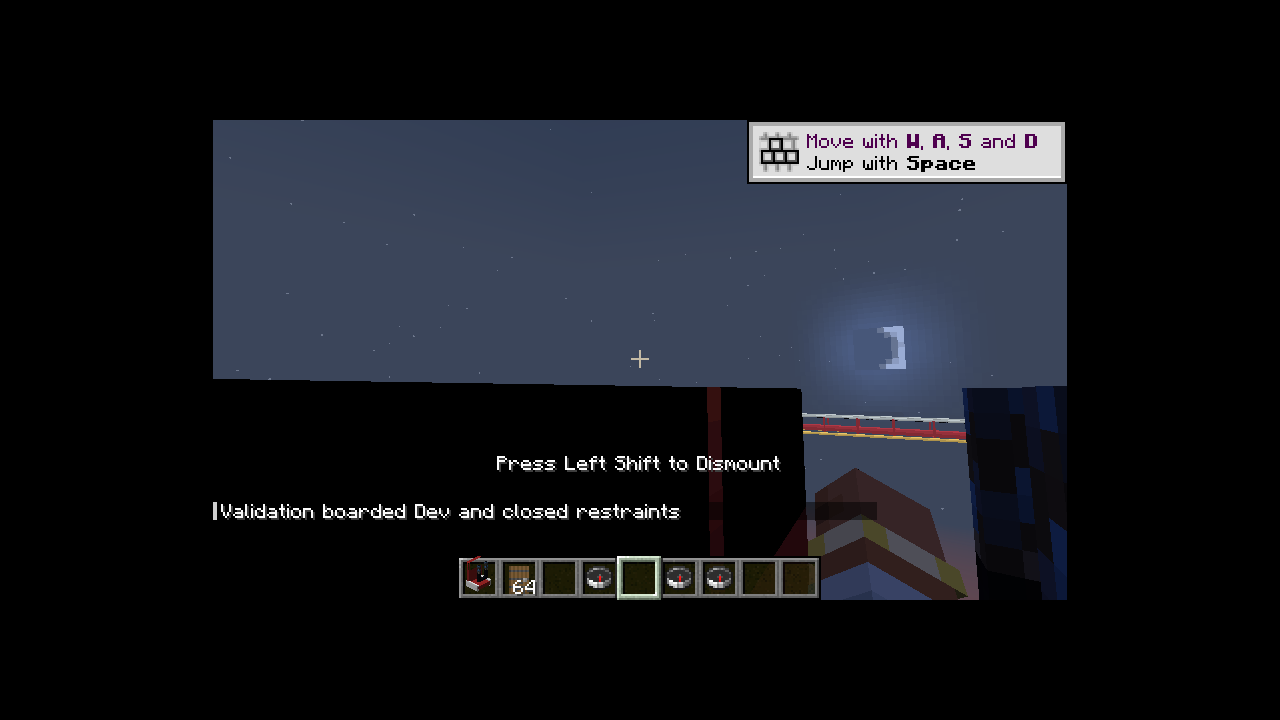 Move with W, A, S and D
Jump with Space
Press Left Shift to Dismount
Validation boarded Dev and closed restraints
64